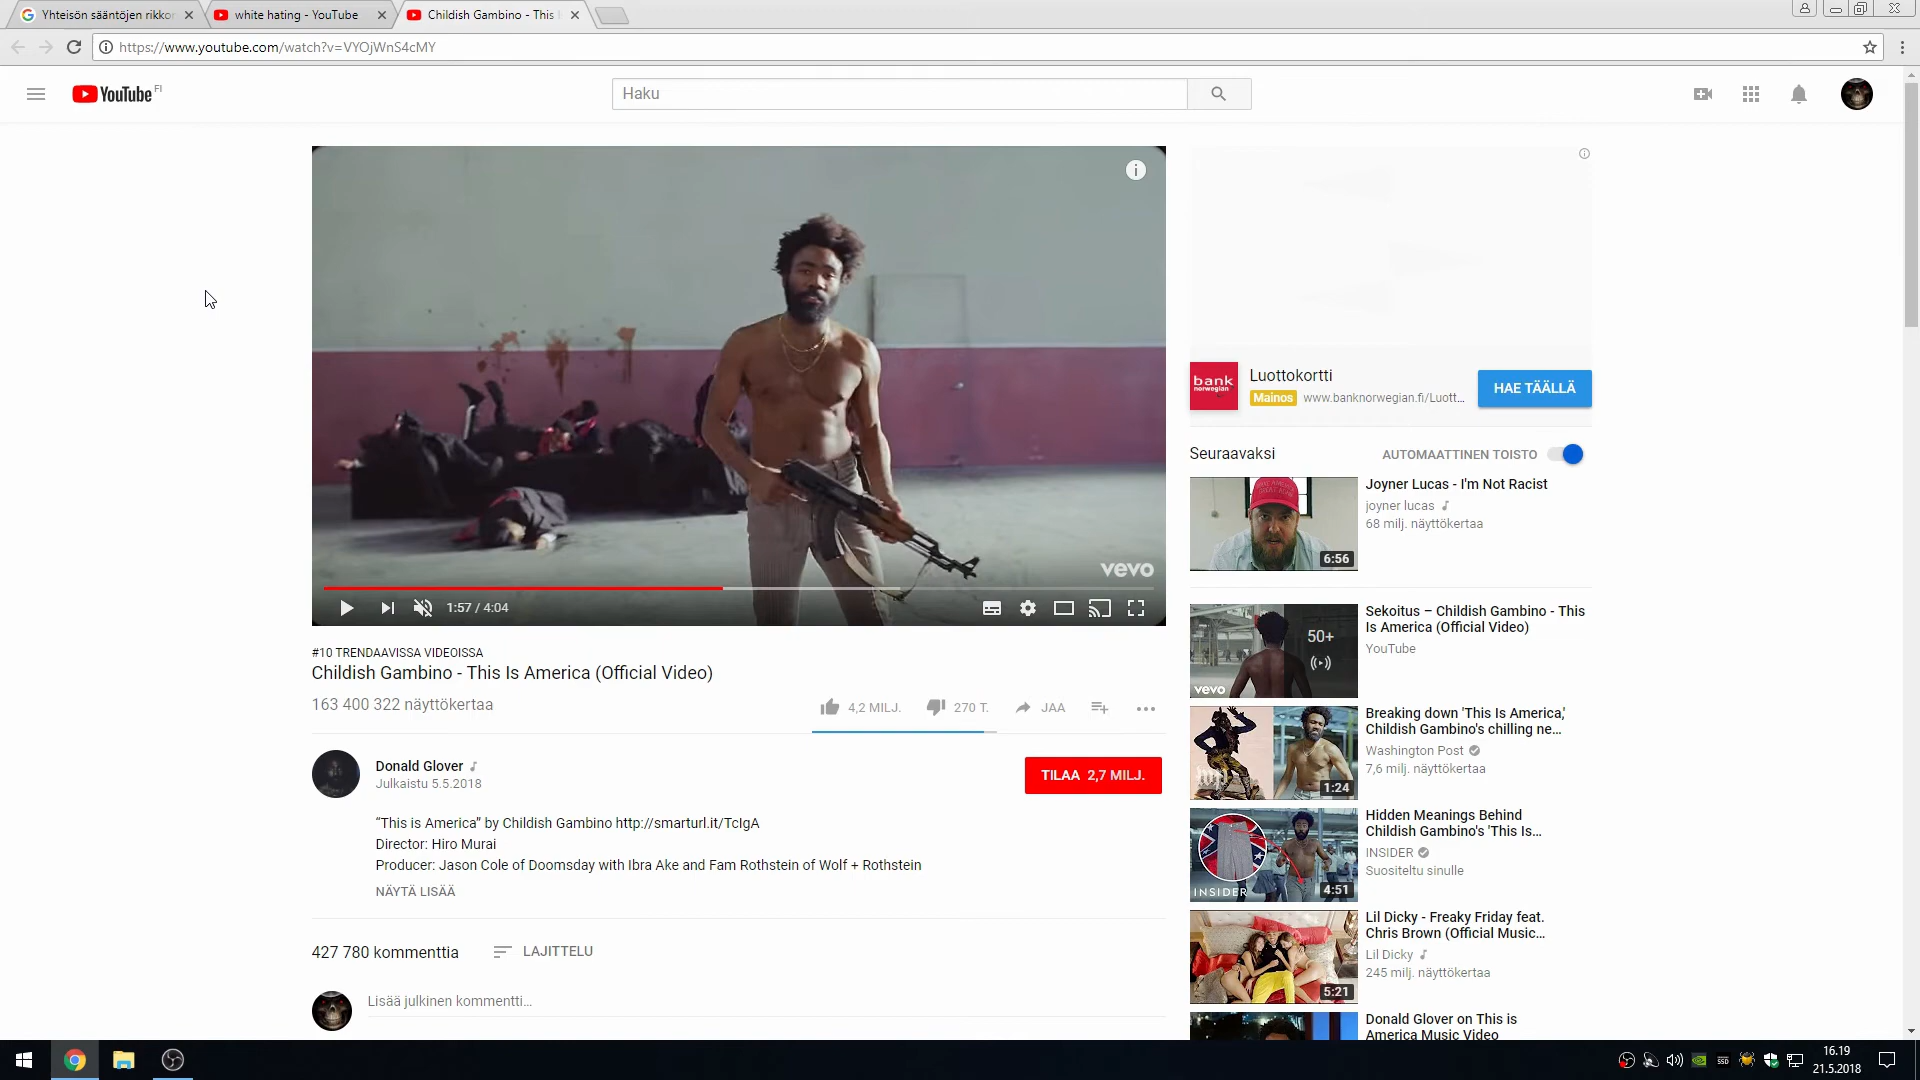 Yhteisön sääntöjen rikkor
white hating - YouTube
Childish Gambino - This I
https://www.youtube.com/watch?v=VYOjWnS4cMY
YouTube FI
Haku
vevo
1:57 / 4:04
#10 TRENDAAVISSA VIDEOISSA
Childish Gambino - This Is America (Official Video)
163 400 322 näyttökertaa
4,2 MILJ.
270 T.
JAA
Donald Glover
Julkaistu 5.5.2018
TILAA 2,7 MILJ.
“This is America” by Childish Gambino http://smarturl.it/TcIgA
Director: Hiro Murai
Producer: Jason Cole of Doomsday with Ibra Ake and Fam Rothstein of Wolf + Rothstein
NÄYTÄ LISÄÄ
427 780 kommenttia
LAJITTELU
Lisää julkinen kommentti...
bank
norwegian
Luottokortti
Mainos www.banknorwegian.fi/Luott...
HAE TÄÄLLÄ
Seuraavaksi
AUTOMAATTINEN TOISTO
6:56
Joyner Lucas - I'm Not Racist
joyner lucas
68 milj. näyttökertaa
50+
vevo
Sekoitus – Childish Gambino - This
Is America (Official Video)
YouTube
1:24
Breaking down 'This Is America,'
Childish Gambino's chilling ne...
Washington Post
7,6 milj. näyttökertaa
INSIDER
4:51
Hidden Meanings Behind
Childish Gambino's 'This Is...
INSIDER
Suositeltu sinulle
5:21
Lil Dicky - Freaky Friday feat.
Chris Brown (Official Music...
Lil Dicky
245 milj. näyttökertaa
Donald Glover on This is
America Music Video
SSD
16.19
21.5.2018